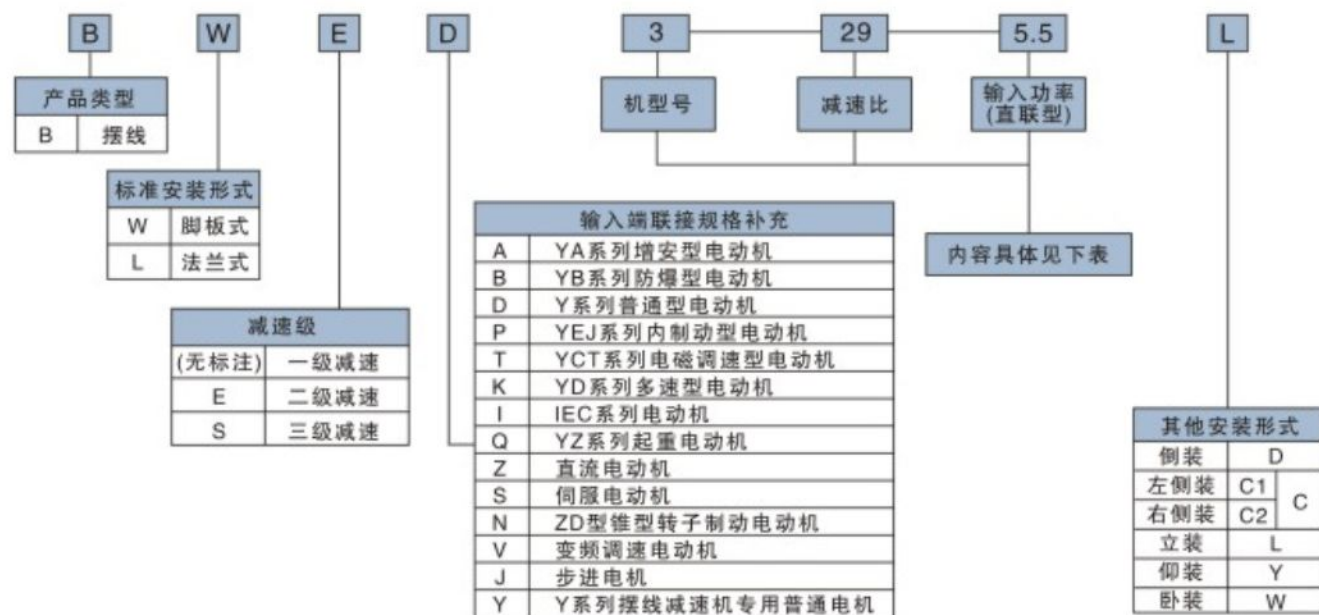 B W E D 3 29 5.5 L
产品类型
B 摆线
机型号
减速比
输入功率
(直联型)
标准安装形式
W 脚板式
L 法兰式
输入端联接规格补充
A YA系列增安型电动机
B YB系列防爆型电动机
D Y系列普通型电动机
P YEJ系列内制动型电动机
T YCT系列电磁调速型电动机
K YD系列多速型电动机
I IEC系列电动机
Q YZ系列起重电动机
Z 直流电动机
S 伺服电动机
N ZD型锥型转子制动电动机
V 变频调速电动机
J 步进电机
Y Y系列摆线减速机专用普通电机
内容具体见下表
减速级
(无标注) 一级减速
E 二级减速
S 三级减速
其他安装形式
倒装 D
左侧装 C1 C
右侧装 C2
立装 L
仰装 Y
卧装 W